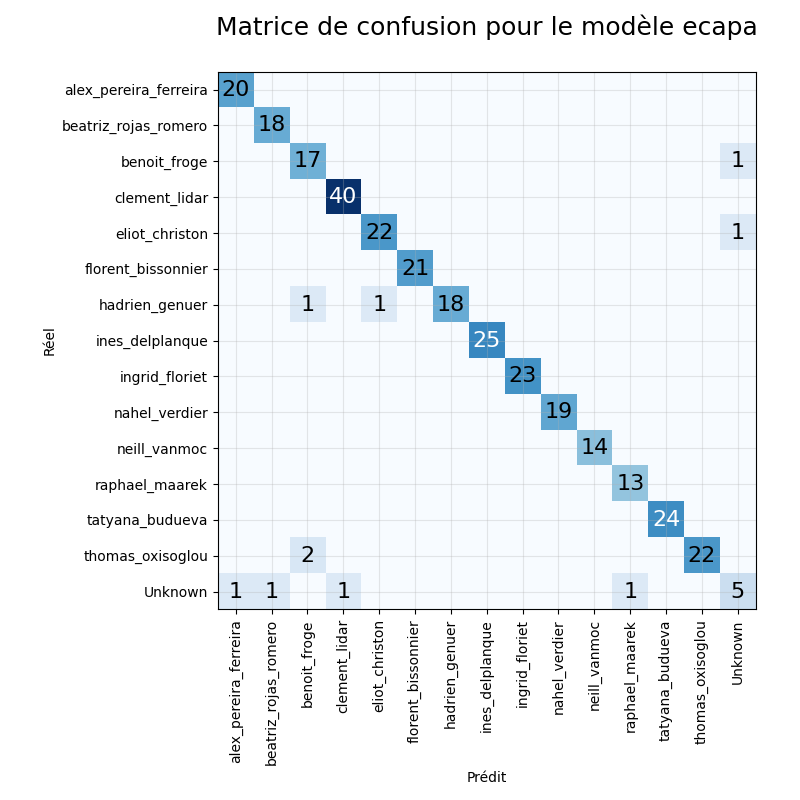 Matrice de confusion pour le modèle ecapa
alex_pereira_ferreira 20
beatriz_rojas_romero 18
benoit_froge 17 1
clement_lidar 40
eliot_christon 22 1
florent_bissonnier 21
hadrien_genuer 1 1 18
Réel
ines_delplanque 25
ingrid_floriet 23
nahel_verdier 19
neill_vanmoc 14
raphael_maarek 13
tatyana_budueva 24
thomas_oxisoglou 2 22
Unknown 1 1 1 1 5
alex_pereira_ferreira
beatriz_rojas_romero
benoit_froge
clement_lidar
eliot_christon
florent_bissonnier
hadrien_genuer
ines_delplanque
ingrid_floriet
nahel_verdier
neill_vanmoc
raphael_maarek
tatyana_budueva
thomas_oxisoglou
Unknown
Prédit